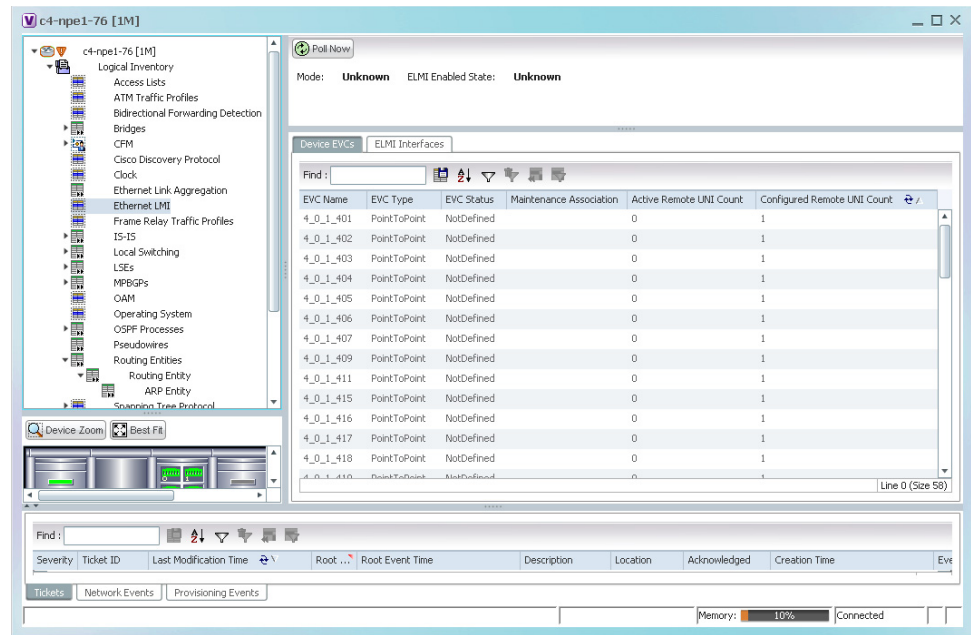 c4-npe1-76 [1M]
c4-npe1-76 [1M]
Logical Inventory
Access Lists
ATM Traffic Profiles
Bidirectional Forwarding Detection
Bridges
CFM
Cisco Discovery Protocol
Clock
Ethernet Link Aggregation
Ethernet LMI
Frame Relay Traffic Profiles
IS-IS
Local Switching
LSEs
MPBGPs
OAM
Operating System
OSPF Processes
Pseudowires
Routing Entities
Routing Entity
ARP Entity
Spanning Tree Protocol
Device Zoom Best Fit
Poll Now
Mode: Unknown ELMI Enabled State: Unknown
Device EVCs ELMI Interfaces
Find :
EVC Name EVC Type EVC Status Maintenance Association Active Remote UNI Count Configured Remote UNI Count
4_0_1_401 PointToPoint NotDefined 0 1
4_0_1_402 PointToPoint NotDefined 0 1
4_0_1_403 PointToPoint NotDefined 0 1
4_0_1_404 PointToPoint NotDefined 0 1
4_0_1_405 PointToPoint NotDefined 0 1
4_0_1_406 PointToPoint NotDefined 0 1
4_0_1_407 PointToPoint NotDefined 0 1
4_0_1_409 PointToPoint NotDefined 0 1
4_0_1_411 PointToPoint NotDefined 0 1
4_0_1_415 PointToPoint NotDefined 0 1
4_0_1_416 PointToPoint NotDefined 0 1
4_0_1_417 PointToPoint NotDefined 0 1
4_0_1_418 PointToPoint NotDefined 0 1
4_0_1_419 PointToPoint NotDefined 0 1
Line 0 (Size 58)
Find :
Severity Ticket ID Last Modification Time Root ... Root Event Time Description Location Acknowledged Creation Time Eve
Tickets Network Events Provisioning Events
Memory: 10% Connected